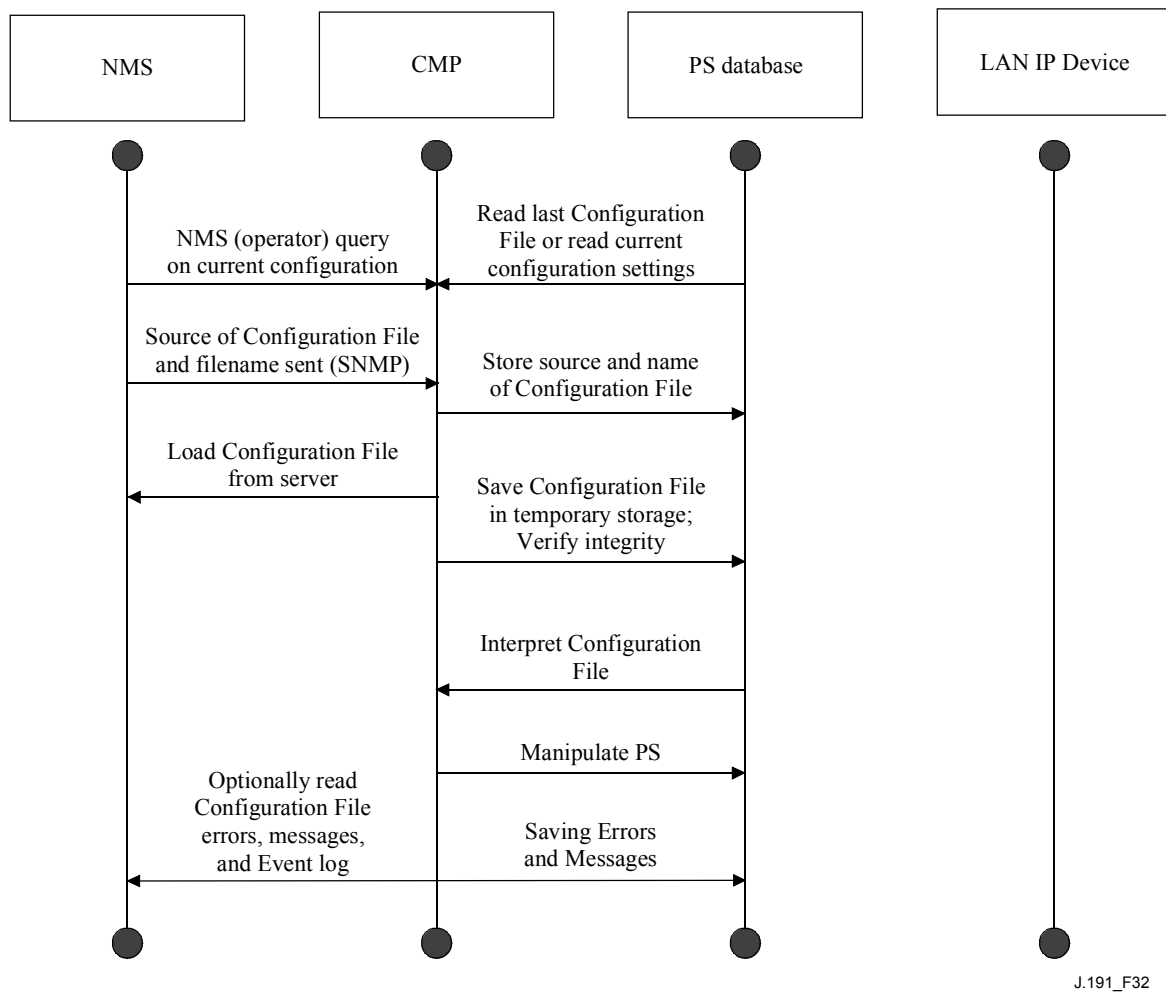 NMS
CMP
PS database
LAN IP Device
Read last Configuration
File or read current
configuration settings
NMS (operator) query
on current configuration
Source of Configuration File
and filename sent (SNMP)
Store source and name
of Configuration File
Load Configuration File
from server
Save Configuration File
in temporary storage;
Verify integrity
Interpret Configuration
File
Manipulate PS
Optionally read
Configuration File
errors, messages,
and Event log
Saving Errors
and Messages
J.191_F32